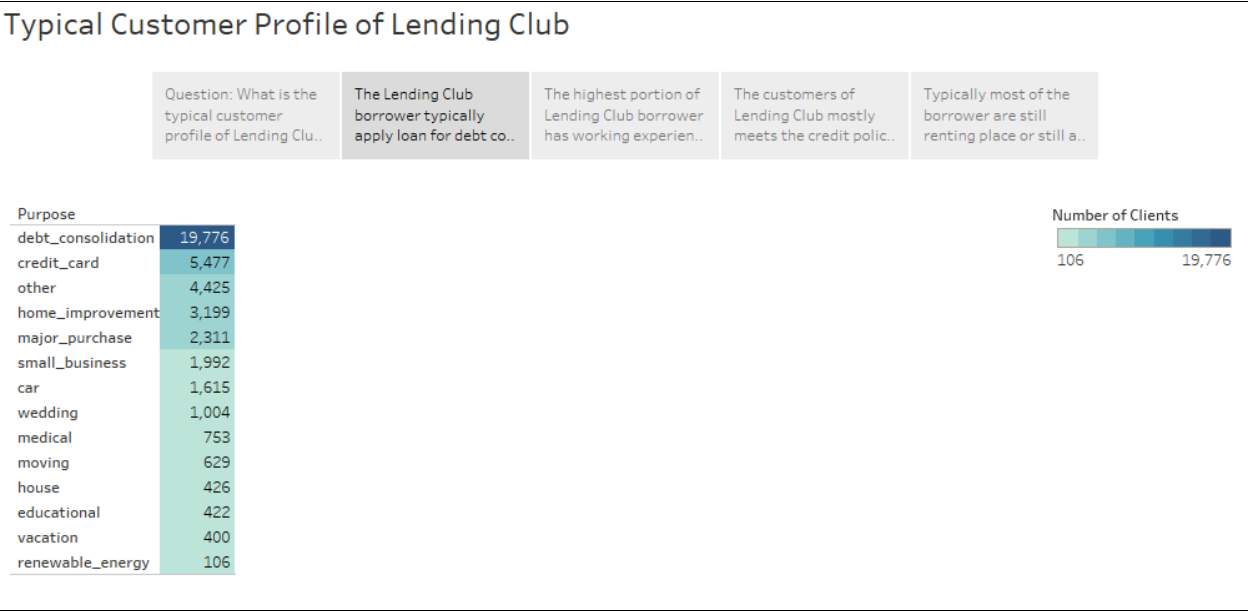 Typical Customer Profile of Lending Club
Question: What is the
typical customer
profile of Lending Clu..
The Lending Club
borrower typically
apply loan for debt co..
The highest portion of
Lending Club borrower
has working experien..
The customers of
Lending Club mostly
meets the credit polic..
Typically most of the
borrower are still
renting place or still a..
Purpose
debt_consolidation 19,776
credit_card 5,477
other 4,425
home_improvement 3,199
major_purchase 2,311
small_business 1,992
car 1,615
wedding 1,004
medical 753
moving 629
house 426
educational 422
vacation 400
renewable_energy 106
Number of Clients
106 19,776